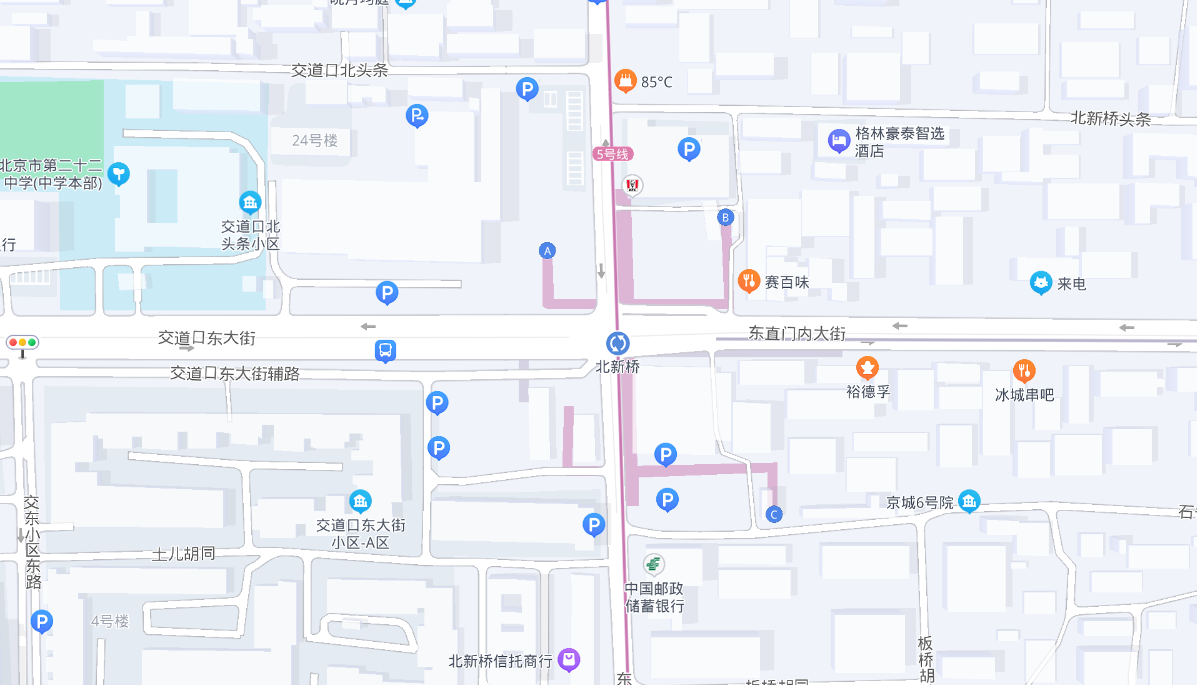 交道口北头条
85°C
北新桥头条
格林豪泰智选
酒店
24号楼
5号线
北京市第二十二
中学(中学本部)
交道口北
头条小区
行
A
B
赛百味
来电
交道口东大街
东直门内大街
北新桥
交道口东大街辅路
裕德孚
冰城串吧
交东小区东路
交道口东大街
小区-A区
京城6号院
C
土儿胡同
中国邮政
储蓄银行
4号楼
北新桥信托商行
板桥胡
东
P
P
P
P
P
P
P
P
P
P